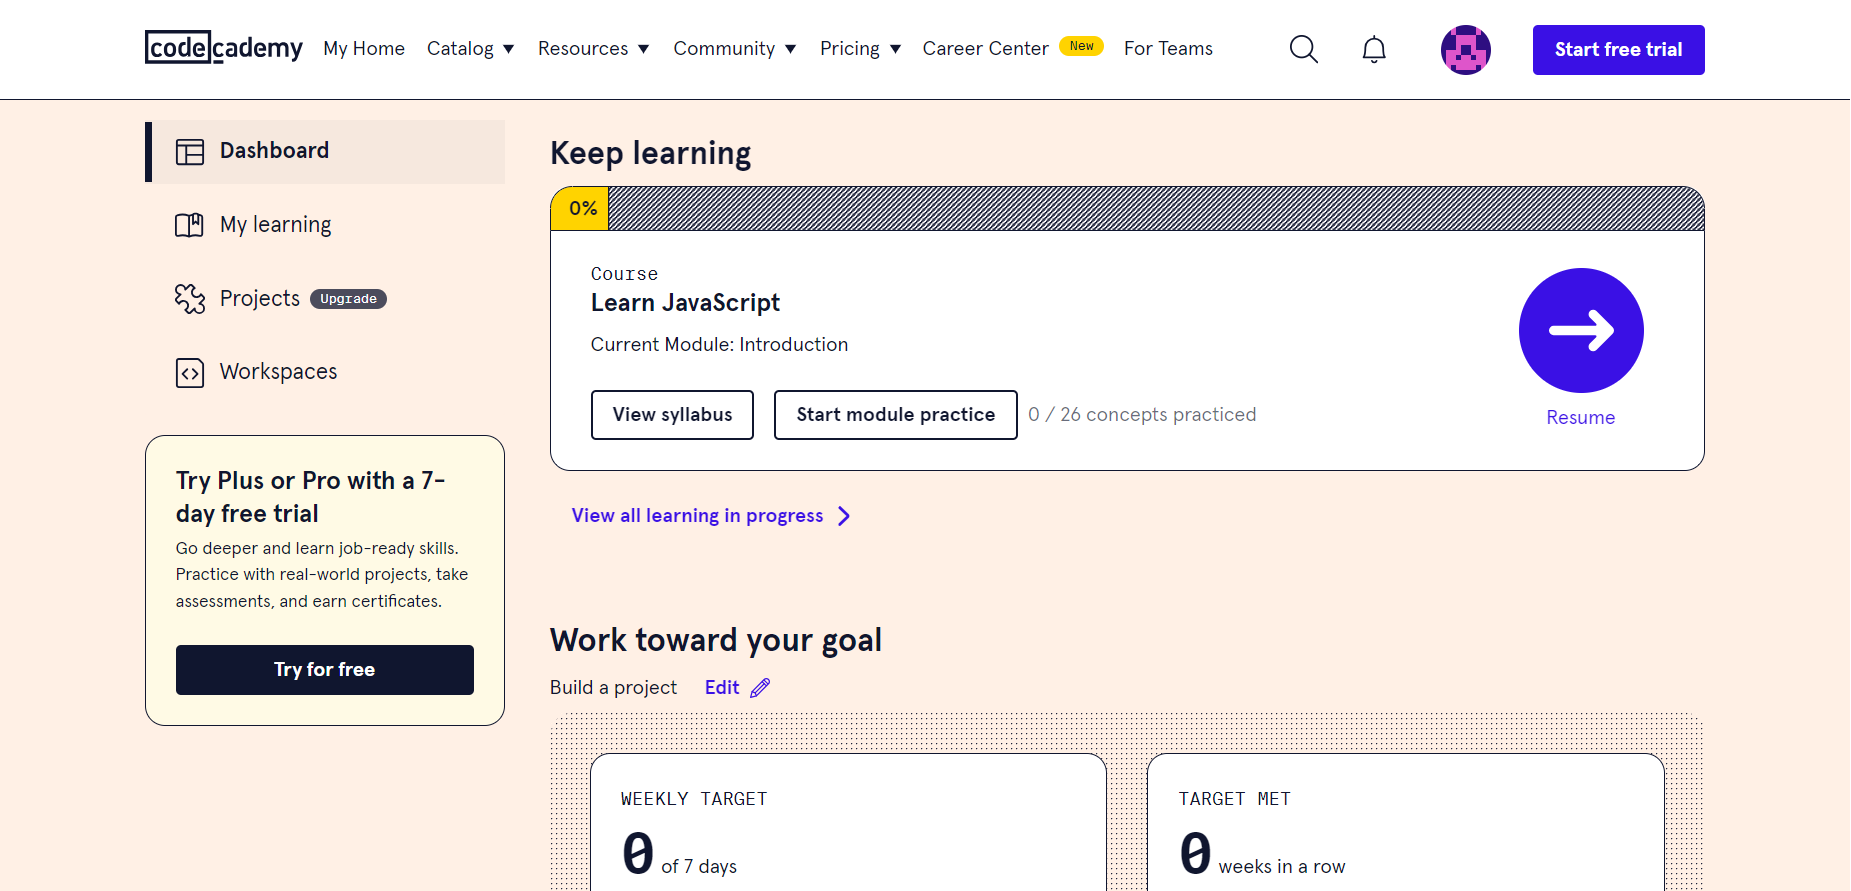 codecademy My Home Catalog Resources Community Pricing Career Center New For Teams Start free trial
Dashboard
My learning
Projects Upgrade
Workspaces
Try Plus or Pro with a 7-
day free trial
Go deeper and learn job-ready skills.
Practice with real-world projects, take
assessments, and earn certificates.
Try for free
Keep learning
0%
Course
Learn JavaScript
Current Module: Introduction
View syllabus Start module practice 0 / 26 concepts practiced
Resume
View all learning in progress
Work toward your goal
Build a project Edit
WEEKLY TARGET
0 of 7 days
TARGET MET
0 weeks in a row